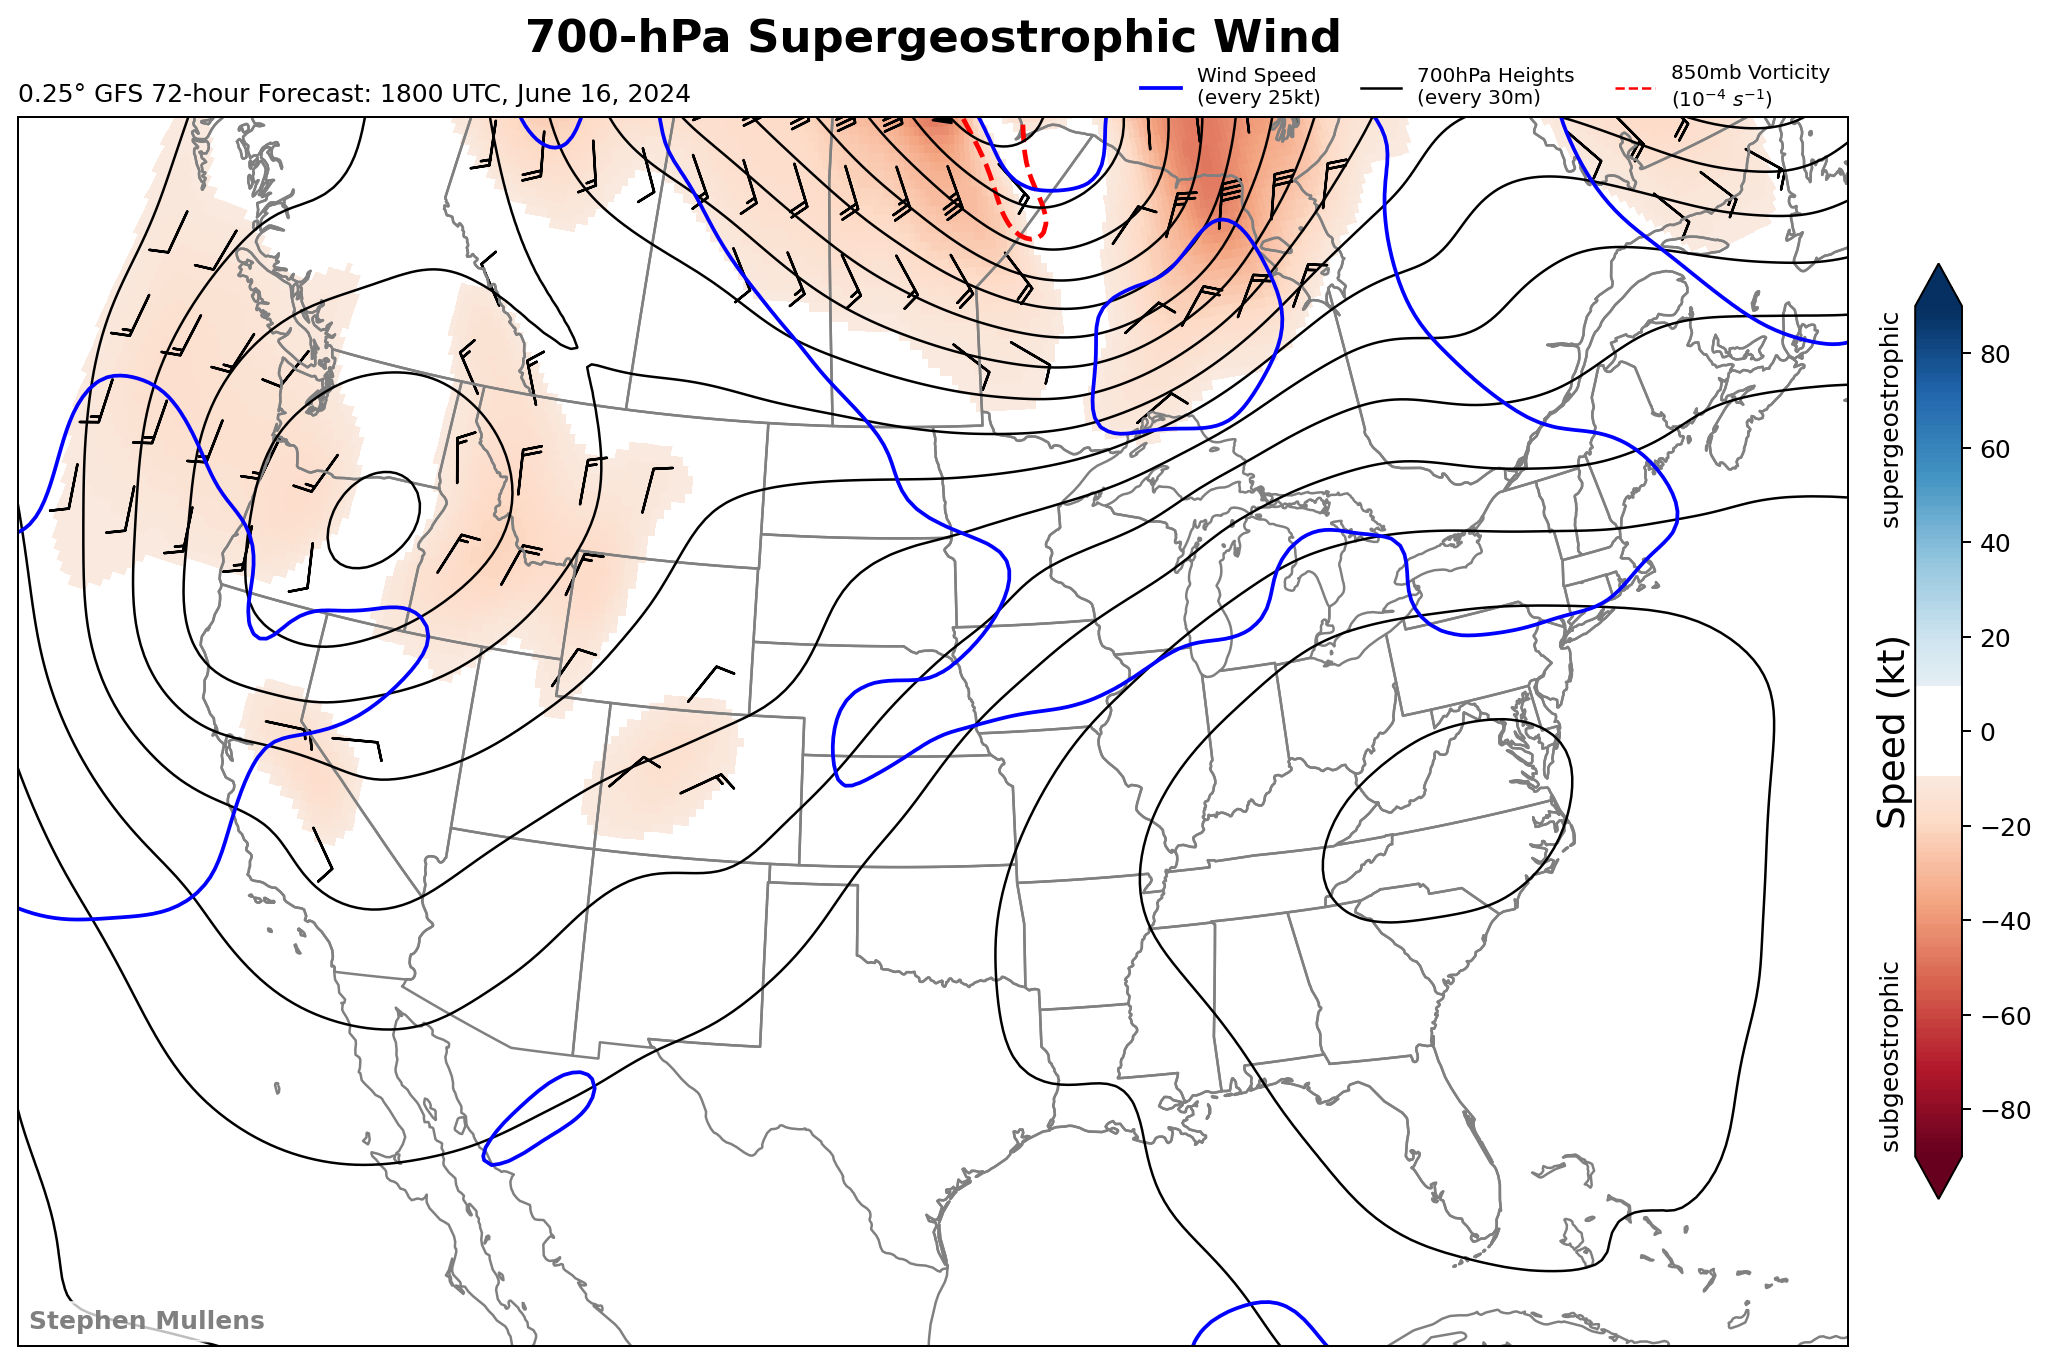 700-hPa Supergeostrophic Wind
0.25° GFS 72-hour Forecast: 1800 UTC, June 16, 2024
Wind Speed
(every 25kt)
700hPa Heights
(every 30m)
850mb Vorticity
(10⁻⁴ s⁻¹)
supergeostrophic
Speed (kt)
subgeostrophic
80
60
40
20
0
−20
−40
−60
−80
Stephen Mullens